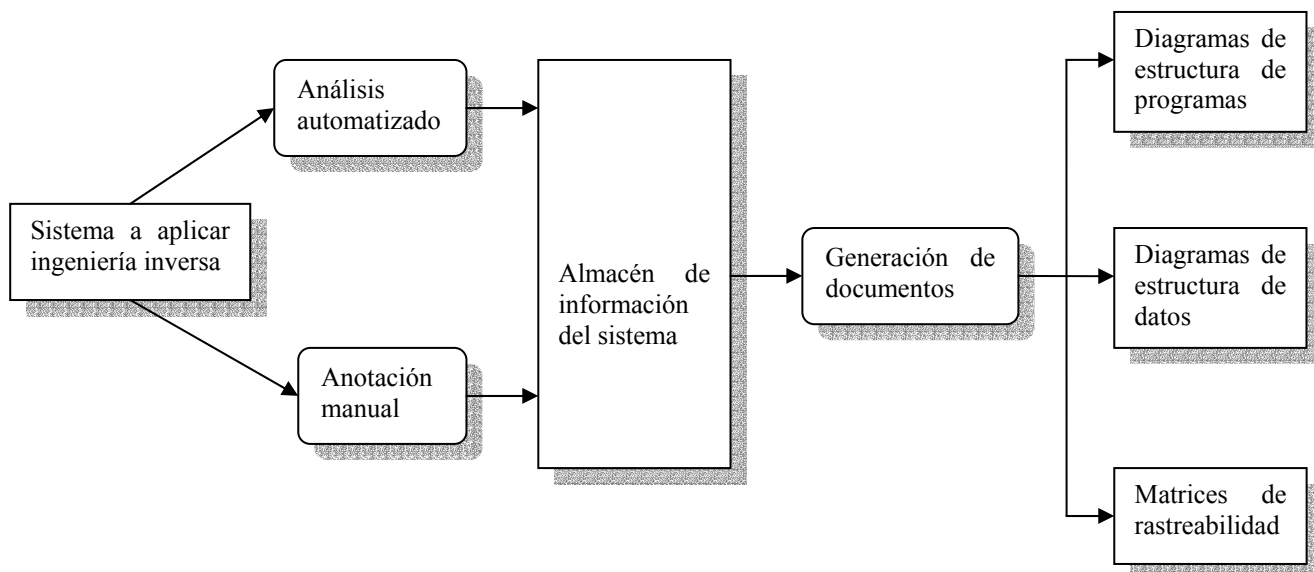 Sistema a aplicar
ingeniería inversa
Análisis
automatizado
Anotación
manual
Almacén de
información
del sistema
Generación de
documentos
Diagramas de
estructura de
programas
Diagramas de
estructura de
datos
Matrices de
rastreabilidad